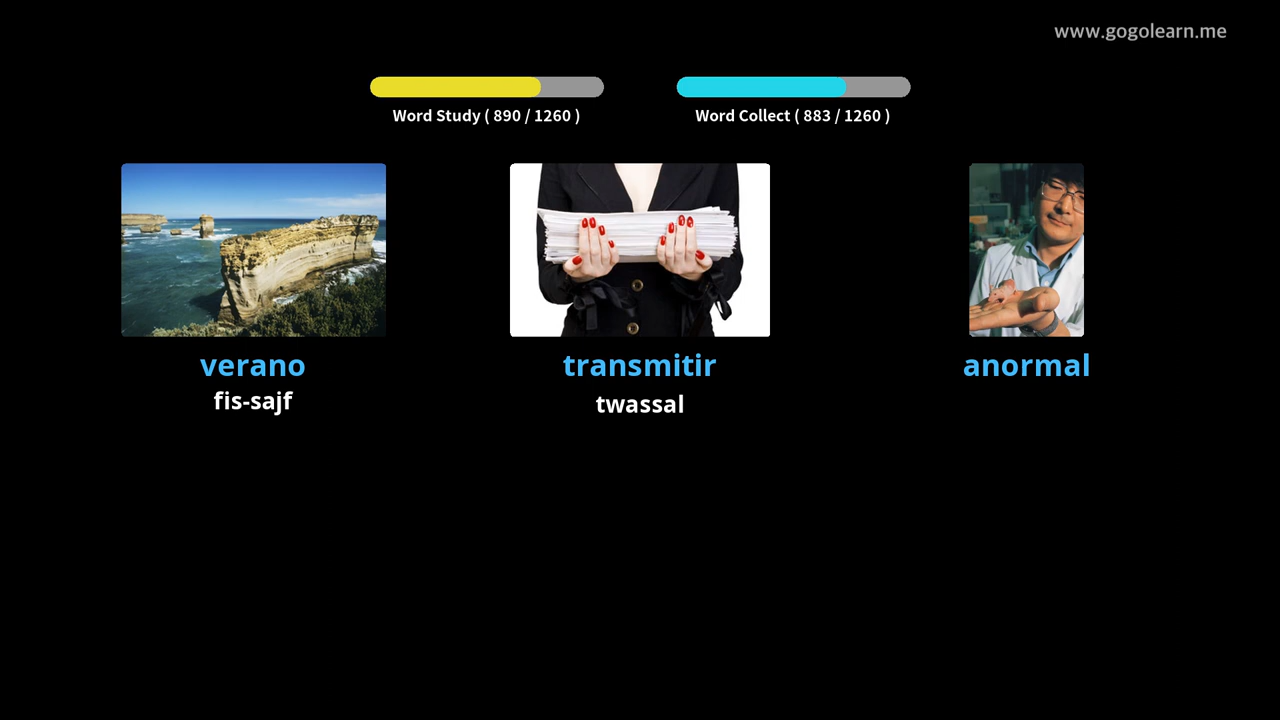 www.gogolearn.me
Word Study ( 890 / 1260 )
Word Collect ( 883 / 1260 )
verano
transmitir
anormal
fis-sajf
twassal